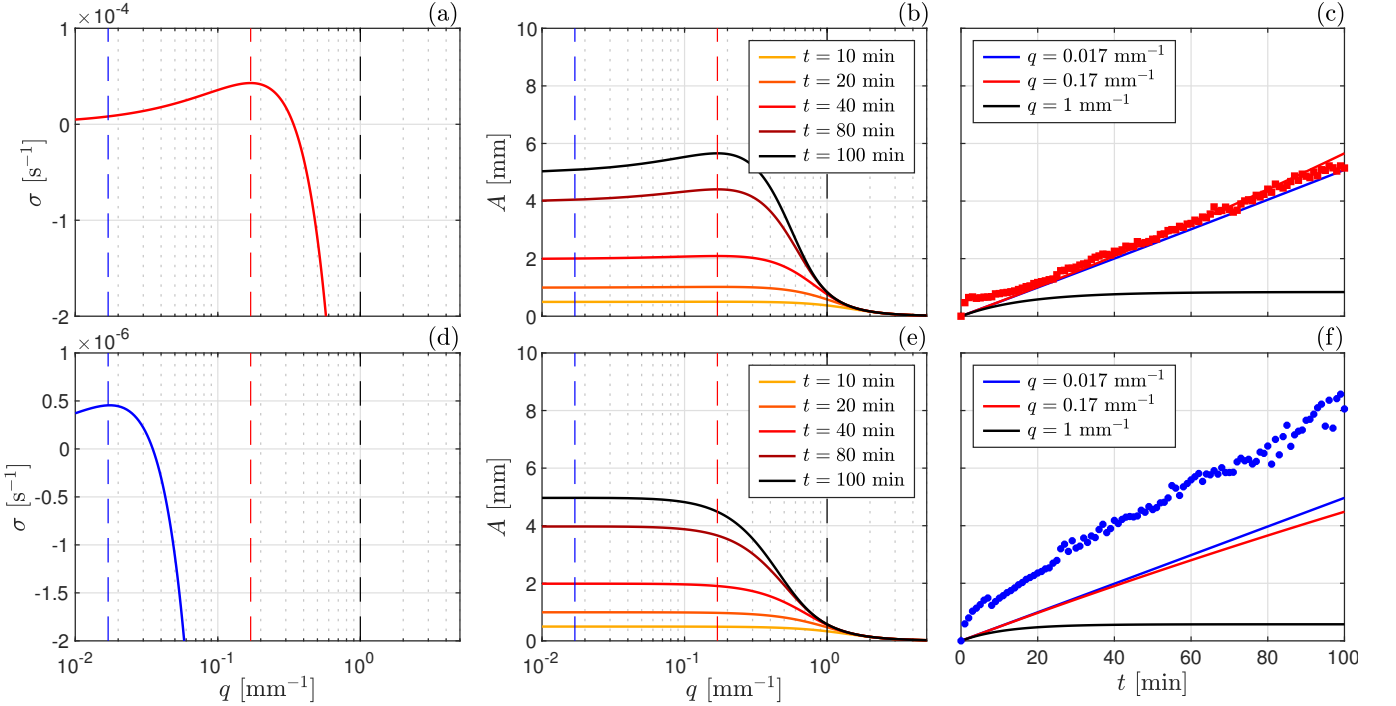 (a)
×10⁻⁴
1
0
-1
-2
σ [s⁻¹]
(b)
10
8
6
4
2
0
A [mm]
t = 10 min
t = 20 min
t = 40 min
t = 80 min
t = 100 min
(c)
q = 0.017 mm⁻¹
q = 0.17 mm⁻¹
q = 1 mm⁻¹
(d)
×10⁻⁶
1
0.5
0
-0.5
-1
-1.5
-2
σ [s⁻¹]
10⁻² 10⁻¹ 10⁰
q [mm⁻¹]
(e)
10
8
6
4
2
0
A [mm]
t = 10 min
t = 20 min
t = 40 min
t = 80 min
t = 100 min
10⁻² 10⁻¹ 10⁰
q [mm⁻¹]
(f)
q = 0.017 mm⁻¹
q = 0.17 mm⁻¹
q = 1 mm⁻¹
0 20 40 60 80 100
t [min]